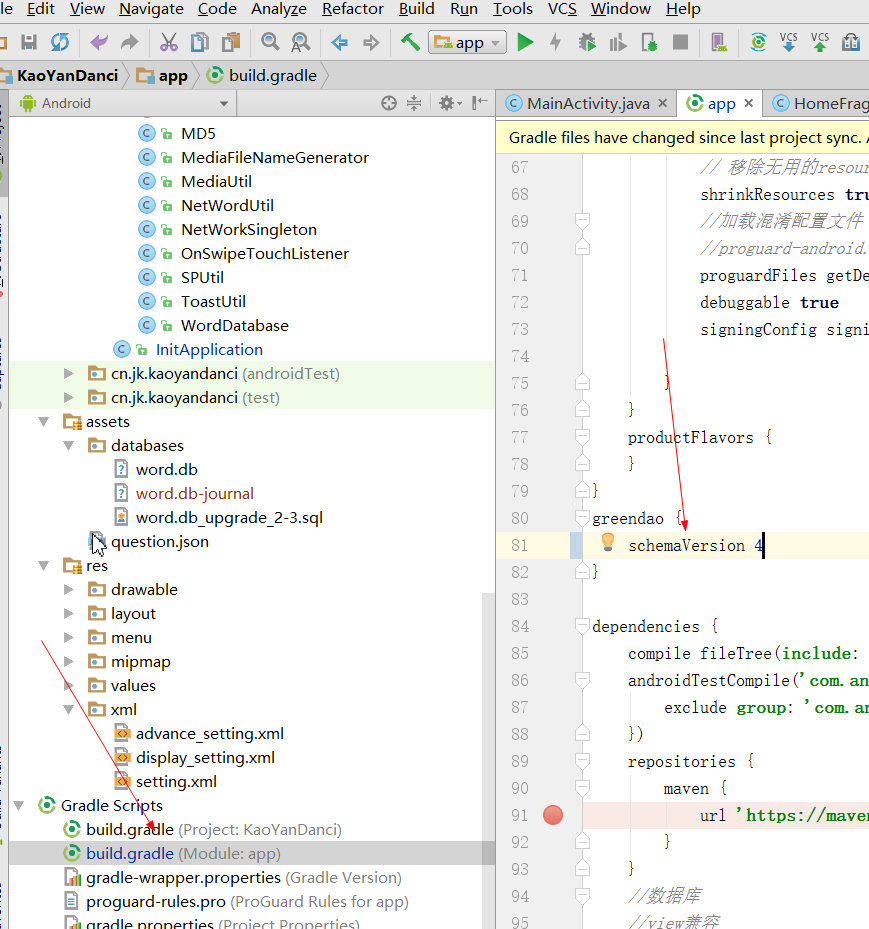 le Edit View Navigate Code Analyze Refactor Build Run Tools VCS Window Help
app VCS VCS
KaoYanDanci app build.gradle
Android
MainActivity.java app HomeFrag
Gradle files have changed since last project sync.
MD5
MediaFileNameGenerator
MediaUtil
NetWordUtil
NetWorkSingleton
OnSwipeTouchListener
SPUtil
ToastUtil
WordDatabase
InitApplication
cn.jk.kaoyandanci (androidTest)
cn.jk.kaoyandanci (test)
assets
databases
word.db
word.db-journal
word.db_upgrade_2-3.sql
question.json
res
drawable
layout
menu
mipmap
values
xml
advance_setting.xml
display_setting.xml
setting.xml
Gradle Scripts
build.gradle (Project: KaoYanDanci)
build.gradle (Module: app)
gradle-wrapper.properties (Gradle Version)
proguard-rules.pro (ProGuard Rules for app)
gradle.properties (Project Properties)
67 // 移除无用的resour
68 shrinkResources tru
69 //加载混淆配置文件
70 //proguard-android.
71 proguardFiles getDe
72 debuggable true
73 signingConfig signi
74
75 }
76 }
77 productFlavors {
78 }
79 }
80 greendao {
81 schemaVersion 4
82 }
83
84 dependencies {
85 compile fileTree(include:
86 androidTestCompile('com.an
87 exclude group: 'com.an
88 })
89 repositories {
90 maven {
91 url 'https://maven
92 }
93 }
94 //数据库
95 //view兼容